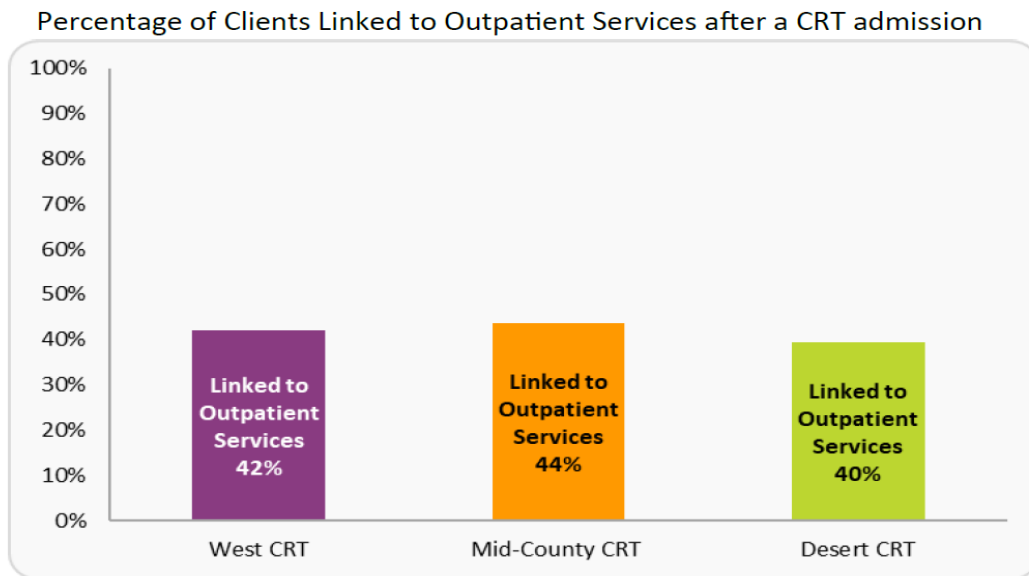 Percentage of Clients Linked to Outpatient Services after a CRT admission
100%
90%
80%
70%
60%
50%
40%
30%
20%
10%
0%
Linked to
Outpatient
Services
42%
Linked to
Outpatient
Services
44%
Linked to
Outpatient
Services
40%
West CRT
Mid-County CRT
Desert CRT